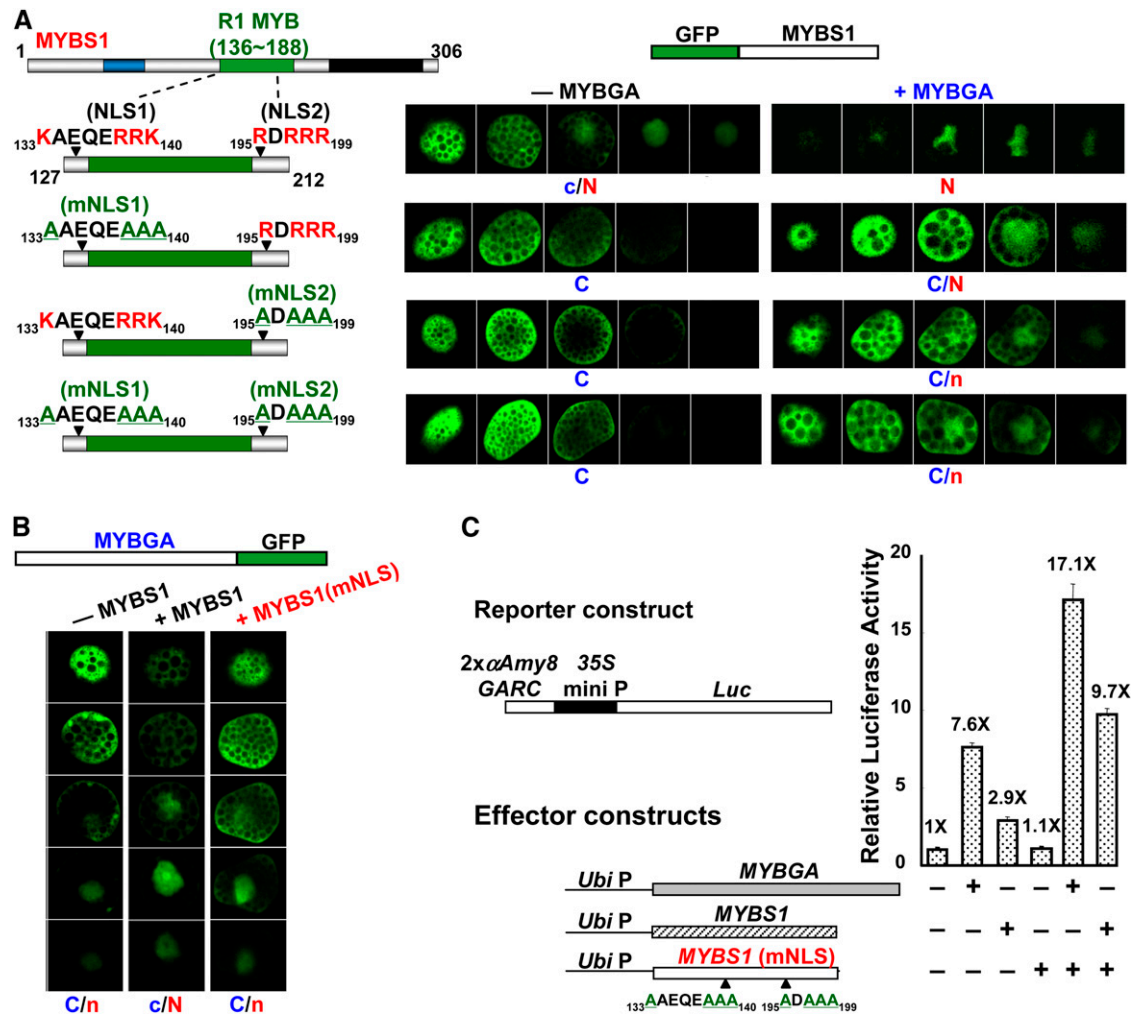 A
R1 MYB
(136~188)
MYBS1
1
306
GFP MYBS1
— MYBGA
+ MYBGA
(NLS1)
(NLS2)
133KAEQERRK140
195RDRRR199
127
212
c/N
N
(mNLS1)
133AAEQEAAA140
195RDRRR199
C
C/N
(mNLS2)
133KAEQERRK140
195ADAAA199
C
C/n
(mNLS1)
(mNLS2)
133AAEQEAAA140
195ADAAA199
C
C/n
B
MYBGA
GFP
— MYBS1
+ MYBS1
+ MYBS1(mNLS)
C/n
c/N
C/n
C
Reporter construct
2xαAmy8 35S
GARC mini P Luc
Effector constructs
Ubi P MYBGA
Ubi P MYBS1
Ubi P MYBS1 (mNLS)
133AAEQEAAA140
195ADAAA199
Relative Luciferase Activity
20
15
10
5
0
1X
7.6X
2.9X
1.1X
17.1X
9.7X
– + – – + –
– – + – – +
– – – + + +